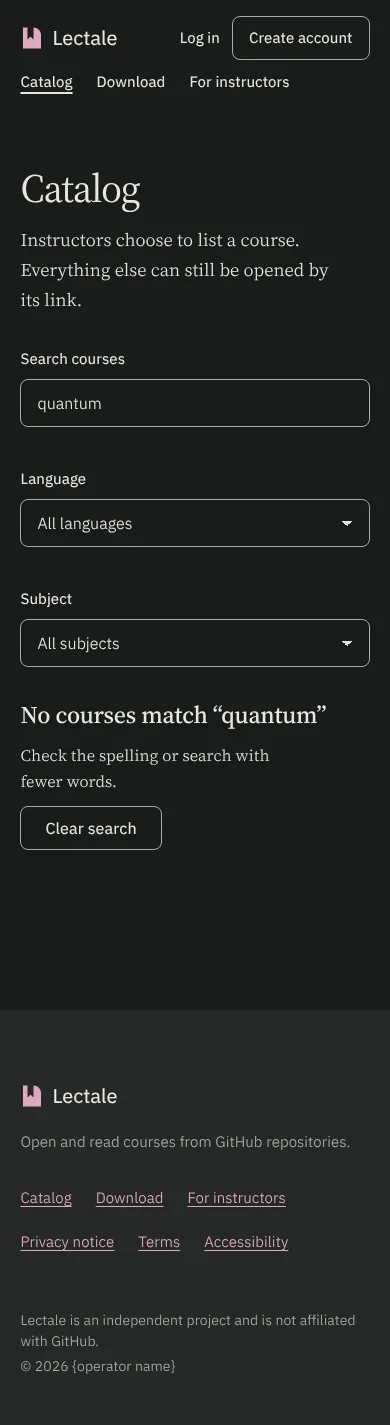 Lectale
Log in
Create account
Catalog
Download
For instructors
Catalog
Instructors choose to list a course.
Everything else can still be opened by
its link.
Search courses
quantum
Language
All languages
Subject
All subjects
No courses match “quantum”
Check the spelling or search with
fewer words.
Clear search
Lectale
Open and read courses from GitHub repositories.
Catalog
Download
For instructors
Privacy notice
Terms
Accessibility
Lectale is an independent project and is not affiliated
with GitHub.
© 2026 {operator name}